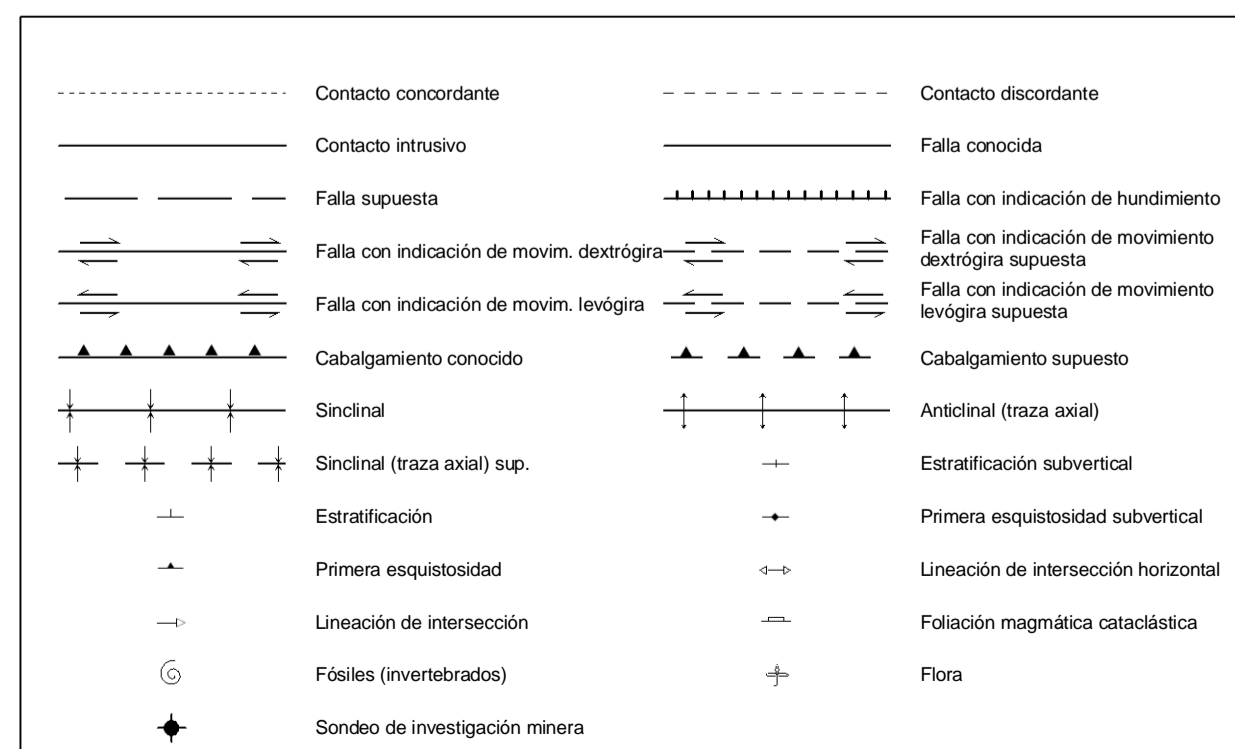 Contacto concordante
Contacto discordante
Contacto intrusivo
Falla conocida
Falla supuesta
Falla con indicación de hundimiento
Falla con indicación de movim. dextrógira
Falla con indicación de movimiento
dextrógira supuesta
Falla con indicación de movim. levógira
Falla con indicación de movimiento
levógira supuesta
Cabalgamiento conocido
Cabalgamiento supuesto
Sinclinal
Anticlinal (traza axial)
Sinclinal (traza axial) sup.
Estratificación subvertical
Estratificación
Primera esquistosidad subvertical
Primera esquistosidad
Lineación de intersección horizontal
Lineación de intersección
Foliación magmática cataclástica
Fósiles (invertebrados)
Flora
Sondeo de investigación minera